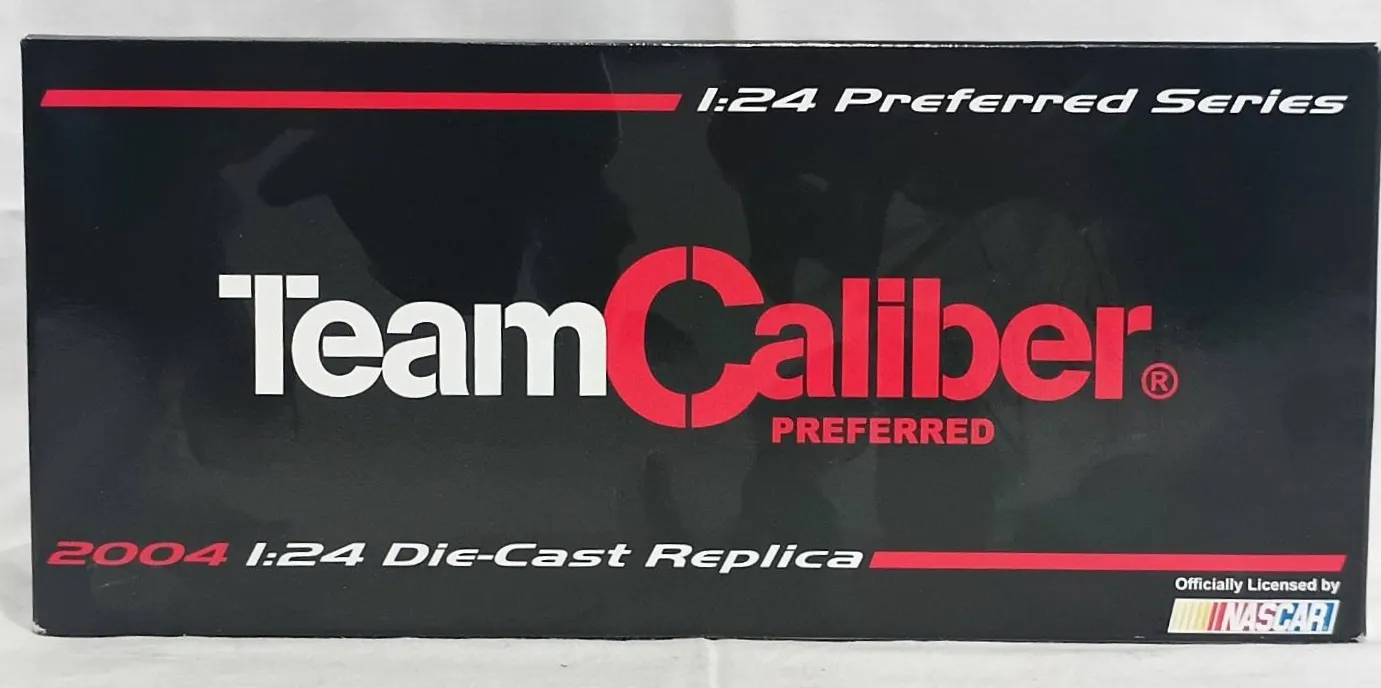 1:24 Preferred Series
TeamCaliber®
PREFERRED
2004 1:24 Die-Cast Replica
Officially Licensed by
NASCAR